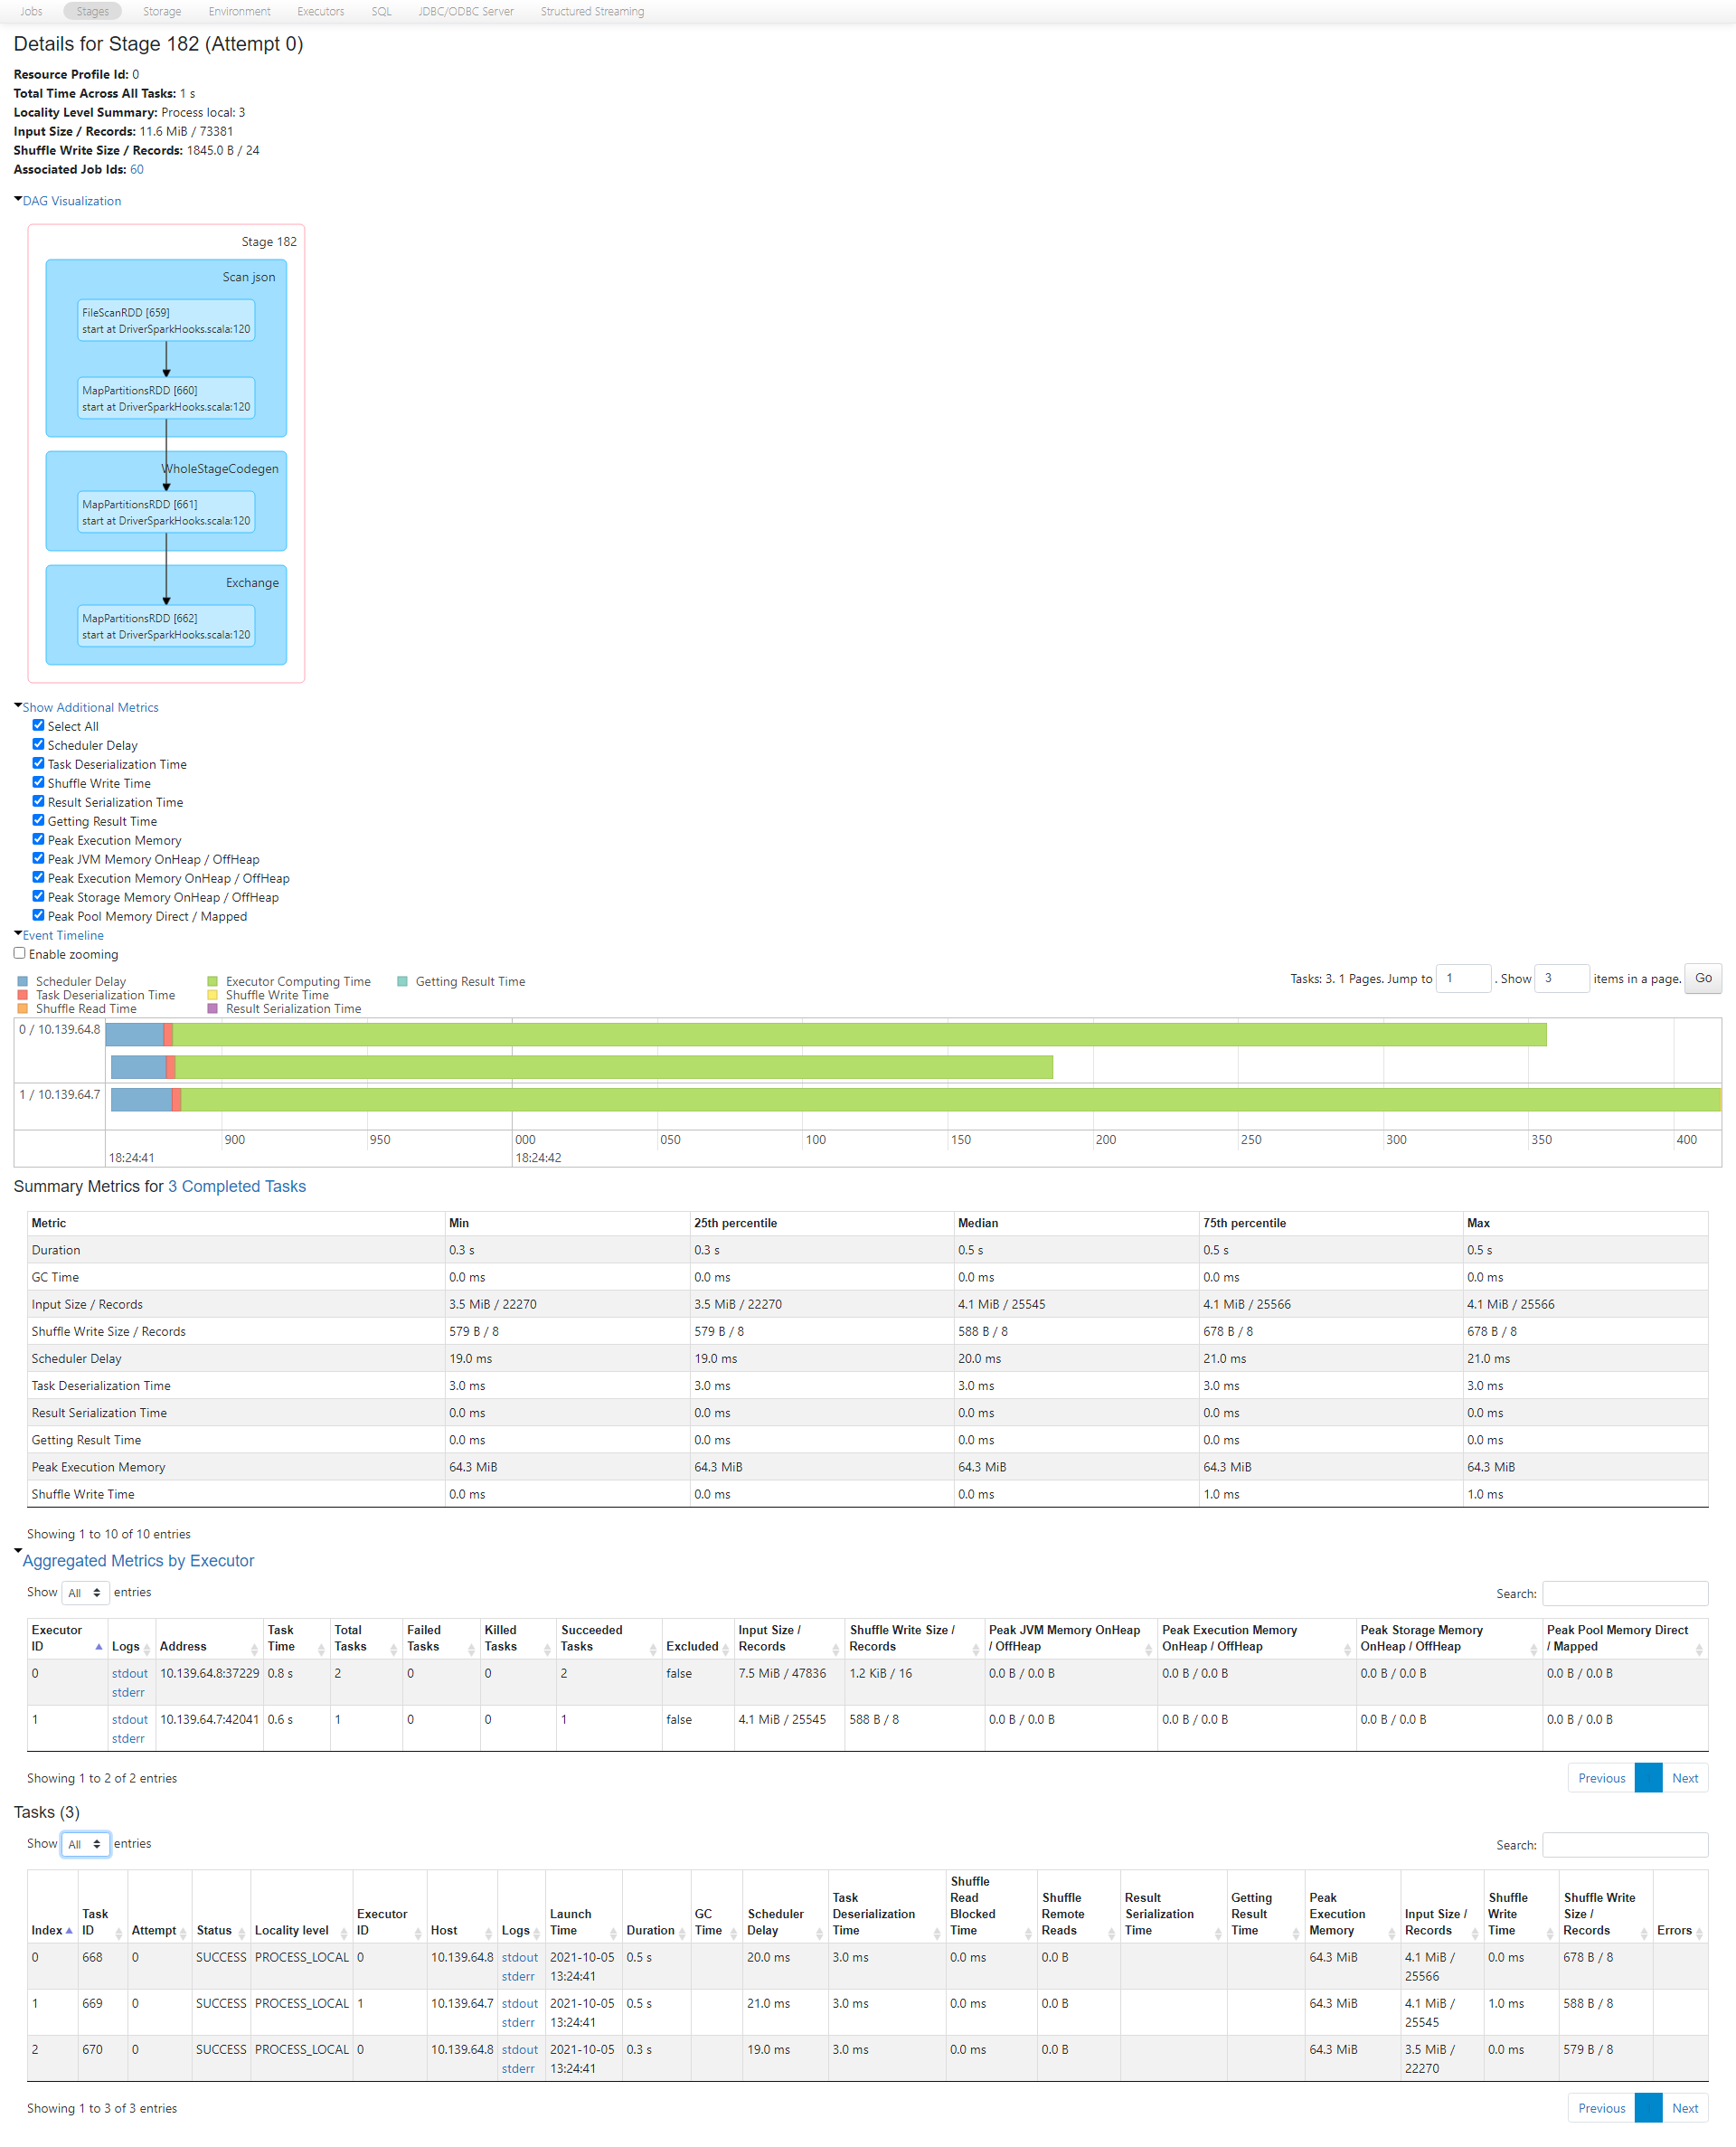 Jobs Stages Storage Environment Executors SQL JDBC/ODBC Server Structured Streaming
Details for Stage 182 (Attempt 0)
Resource Profile Id: 0
Total Time Across All Tasks: 1 s
Locality Level Summary: Process local: 3
Input Size / Records: 11.6 MiB / 73381
Shuffle Write Size / Records: 1845.0 B / 24
Associated Job Ids: 60
DAG Visualization
Stage 182
Scan json
FileScanRDD [659]
start at DriverSparkHooks.scala:120
MapPartitionsRDD [660]
start at DriverSparkHooks.scala:120
WholeStageCodegen
MapPartitionsRDD [661]
start at DriverSparkHooks.scala:120
Exchange
MapPartitionsRDD [662]
start at DriverSparkHooks.scala:120
Show Additional Metrics
Select All
Scheduler Delay
Task Deserialization Time
Shuffle Write Time
Result Serialization Time
Getting Result Time
Peak Execution Memory
Peak JVM Memory OnHeap / OffHeap
Peak Execution Memory OnHeap / OffHeap
Peak Storage Memory OnHeap / OffHeap
Peak Pool Memory Direct / Mapped
Event Timeline
Enable zooming
Tasks: 3. 1 Pages. Jump to 1 . Show 3 items in a page. Go
Scheduler Delay Executor Computing Time Getting Result Time
Task Deserialization Time Shuffle Write Time
Shuffle Read Time Result Serialization Time
0 / 10.139.64.8
1 / 10.139.64.7
900 950 000 050 100 150 200 250 300 350 400
18:24:41 18:24:42
Summary Metrics for 3 Completed Tasks
Metric Min 25th percentile Median 75th percentile Max
Duration 0.3 s 0.3 s 0.5 s 0.5 s 0.5 s
GC Time 0.0 ms 0.0 ms 0.0 ms 0.0 ms 0.0 ms
Input Size / Records 3.5 MiB / 22270 3.5 MiB / 22270 4.1 MiB / 25545 4.1 MiB / 25566 4.1 MiB / 25566
Shuffle Write Size / Records 579 B / 8 579 B / 8 588 B / 8 678 B / 8 678 B / 8
Scheduler Delay 19.0 ms 19.0 ms 20.0 ms 21.0 ms 21.0 ms
Task Deserialization Time 3.0 ms 3.0 ms 3.0 ms 3.0 ms 3.0 ms
Result Serialization Time 0.0 ms 0.0 ms 0.0 ms 0.0 ms 0.0 ms
Getting Result Time 0.0 ms 0.0 ms 0.0 ms 0.0 ms 0.0 ms
Peak Execution Memory 64.3 MiB 64.3 MiB 64.3 MiB 64.3 MiB 64.3 MiB
Shuffle Write Time 0.0 ms 0.0 ms 0.0 ms 1.0 ms 1.0 ms
Showing 1 to 10 of 10 entries
Aggregated Metrics by Executor
Show All entries Search:
Executor ID Logs Address Task Time Total Tasks Failed Tasks Killed Tasks Succeeded Tasks Excluded Input Size / Records Shuffle Write Size / Records Peak JVM Memory OnHeap / OffHeap Peak Execution Memory OnHeap / OffHeap Peak Storage Memory OnHeap / OffHeap Peak Pool Memory Direct / Mapped
0 stdout 10.139.64.8:37229 0.8 s 2 0 0 2 false 7.5 MiB / 47836 1.2 KiB / 16 0.0 B / 0.0 B 0.0 B / 0.0 B 0.0 B / 0.0 B 0.0 B / 0.0 B
stderr
1 stdout 10.139.64.7:42041 0.6 s 1 0 0 1 false 4.1 MiB / 25545 588 B / 8 0.0 B / 0.0 B 0.0 B / 0.0 B 0.0 B / 0.0 B 0.0 B / 0.0 B
stderr
Showing 1 to 2 of 2 entries Previous Next
Tasks (3)
Show All entries Search:
Index Task ID Attempt Status Locality level Executor ID Host Logs Launch Time Duration GC Time Scheduler Delay Task Deserialization Time Shuffle Read Blocked Time Shuffle Remote Reads Result Serialization Time Getting Result Time Peak Execution Memory Input Size / Records Shuffle Write Time Shuffle Write Size / Records Errors
0 668 0 SUCCESS PROCESS_LOCAL 0 10.139.64.8 stdout 2021-10-05 0.5 s 20.0 ms 3.0 ms 0.0 ms 0.0 B 64.3 MiB 4.1 MiB / 0.0 ms 678 B / 8
stderr 13:24:41 25566
1 669 0 SUCCESS PROCESS_LOCAL 1 10.139.64.7 stdout 2021-10-05 0.5 s 21.0 ms 3.0 ms 0.0 ms 0.0 B 64.3 MiB 4.1 MiB / 1.0 ms 588 B / 8
stderr 13:24:41 25545
2 670 0 SUCCESS PROCESS_LOCAL 0 10.139.64.8 stdout 2021-10-05 0.3 s 19.0 ms 3.0 ms 0.0 ms 0.0 B 64.3 MiB 3.5 MiB / 0.0 ms 579 B / 8
stderr 13:24:41 22270
Showing 1 to 3 of 3 entries Previous Next